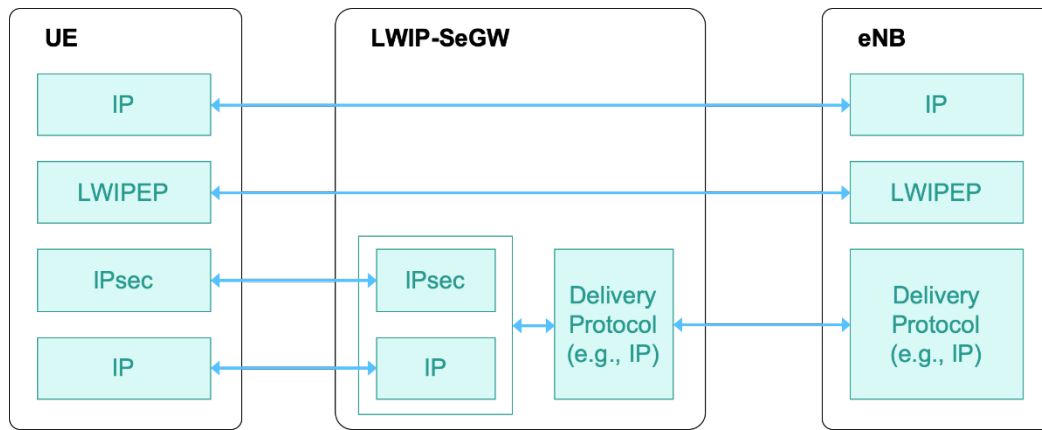 UE
LWIP-SeGW
eNB
IP
IP
LWIPEP
LWIPEP
IPsec
IPsec
Delivery
Protocol
(e.g., IP)
Delivery
Protocol
(e.g., IP)
IP
IP